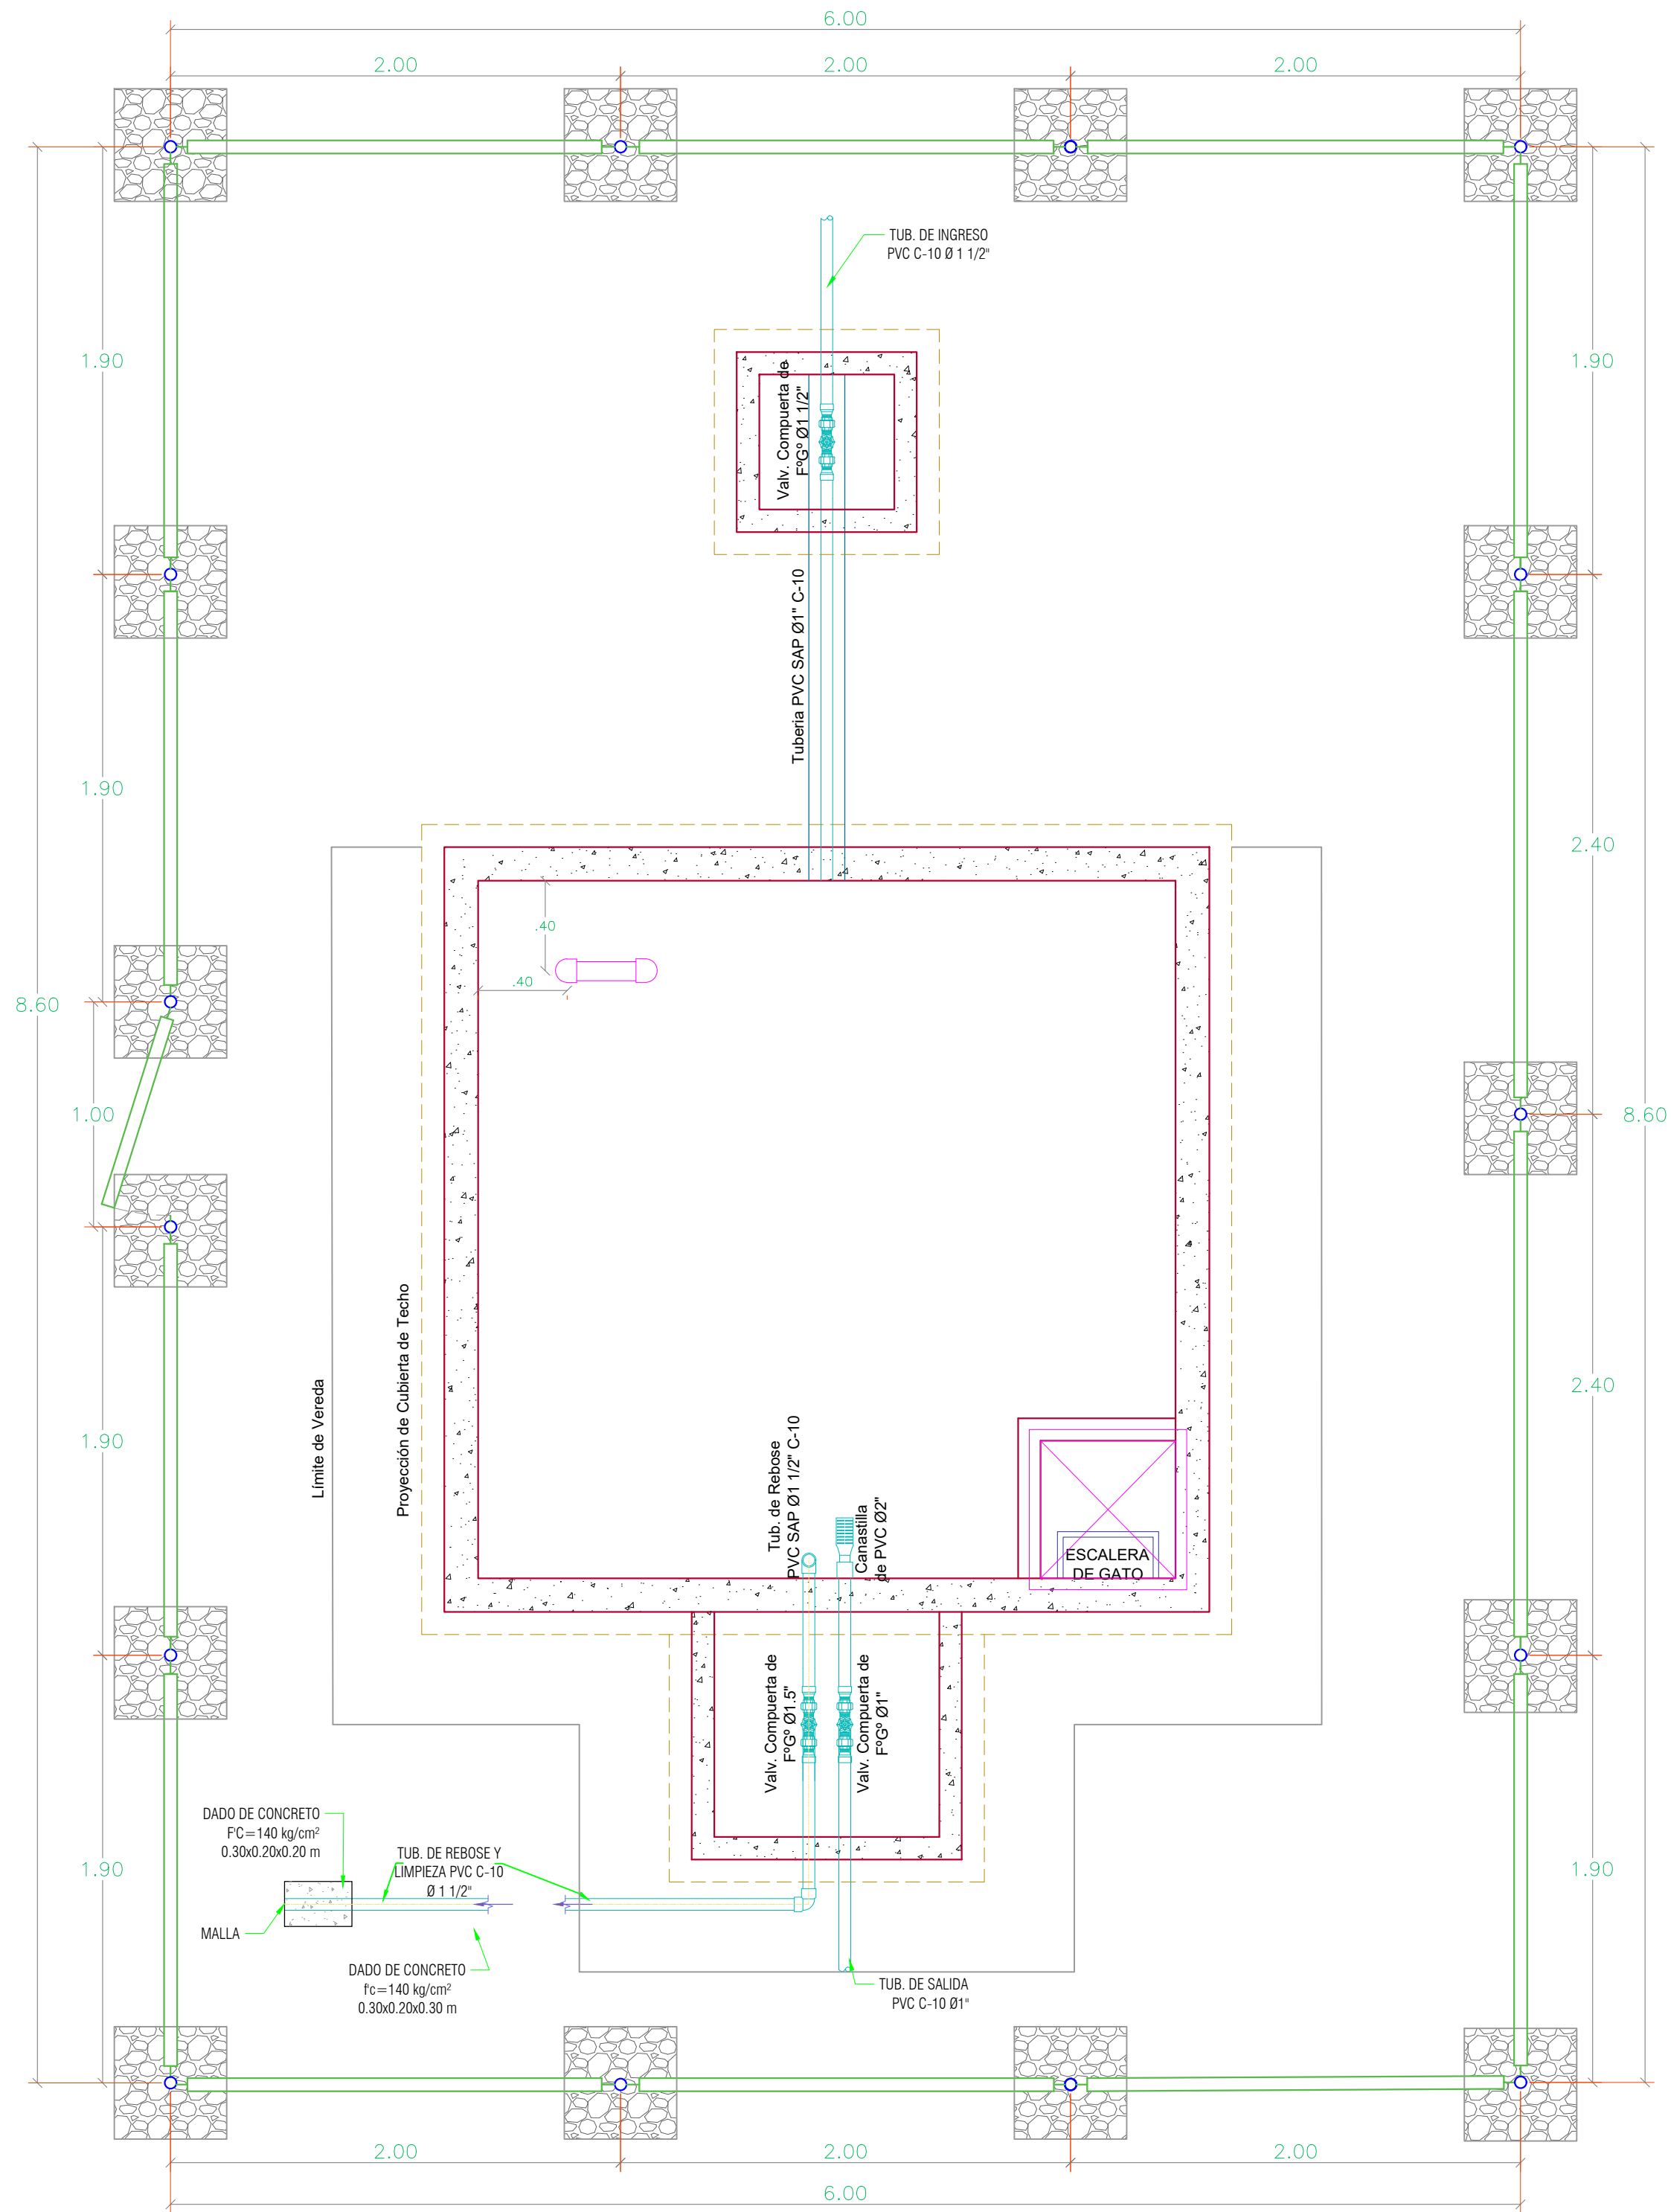 6.00
2.00
2.00
2.00
TUB. DE INGRESO
PVC C-10 Ø 1 1/2"
1.90
1.90
Valv. Compuerta de
FºGº Ø1 1/2"
Tuberia PVC SAP Ø1" C-10
1.90
2.40
.40
.40
8.60
1.00
8.60
Proyección de Cubierta de Techo
Límite de Vereda
2.40
1.90
Tub. de Rebose
PVC SAP Ø1 1/2" C-10
Canastilla
de PVC Ø2"
ESCALERA
DE GATO
Valv. Compuerta de
FºGº Ø1.5"
Valv. Compuerta de
FºGº Ø1"
DADO DE CONCRETO
F'C=140 kg/cm²
0.30x0.20x0.20 m
TUB. DE REBOSE Y
LIMPIEZA PVC C-10
Ø 1 1/2"
1.90
1.90
MALLA
DADO DE CONCRETO
f'c=140 kg/cm²
0.30x0.20x0.30 m
TUB. DE SALIDA
PVC C-10 Ø1"
2.00
2.00
2.00
6.00